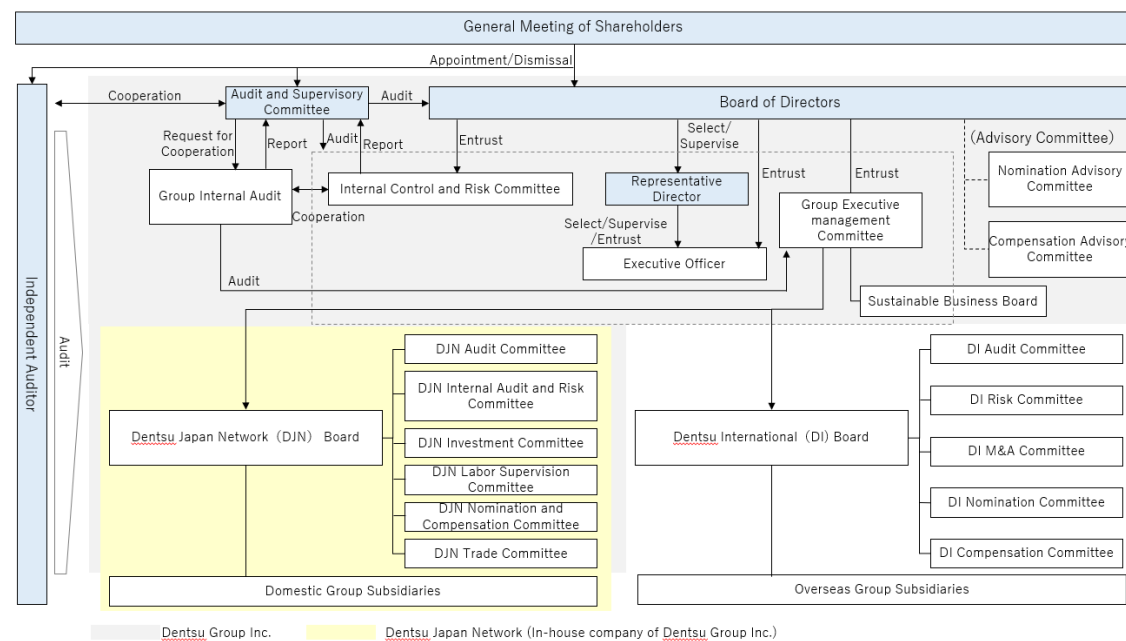 General Meeting of Shareholders
Appointment/Dismissal
Cooperation
Audit and Supervisory
Committee
Audit
Board of Directors
Request for
Cooperation
Report
Audit
Report
Entrust
Select/
Supervise
Entrust
Entrust
(Advisory Committee)
Nomination Advisory
Committee
Group Internal Audit
Cooperation
Internal Control and Risk Committee
Representative
Director
Group Executive
management
Committee
Select/Supervise
/Entrust
Compensation Advisory
Committee
Executive Officer
Audit
Sustainable Business Board
Independent Auditor
Audit
DJN Audit Committee
DJN Internal Audit and Risk
Committee
Dentsu Japan Network（DJN） Board
DJN Investment Committee
DJN Labor Supervision
Committee
DJN Nomination and
Compensation Committee
DJN Trade Committee
Domestic Group Subsidiaries
DI Audit Committee
DI Risk Committee
Dentsu International（DI）Board
DI M&A Committee
DI Nomination Committee
DI Compensation Committee
Overseas Group Subsidiaries
Dentsu Group Inc.
Dentsu Japan Network (In-house company of Dentsu Group Inc.)